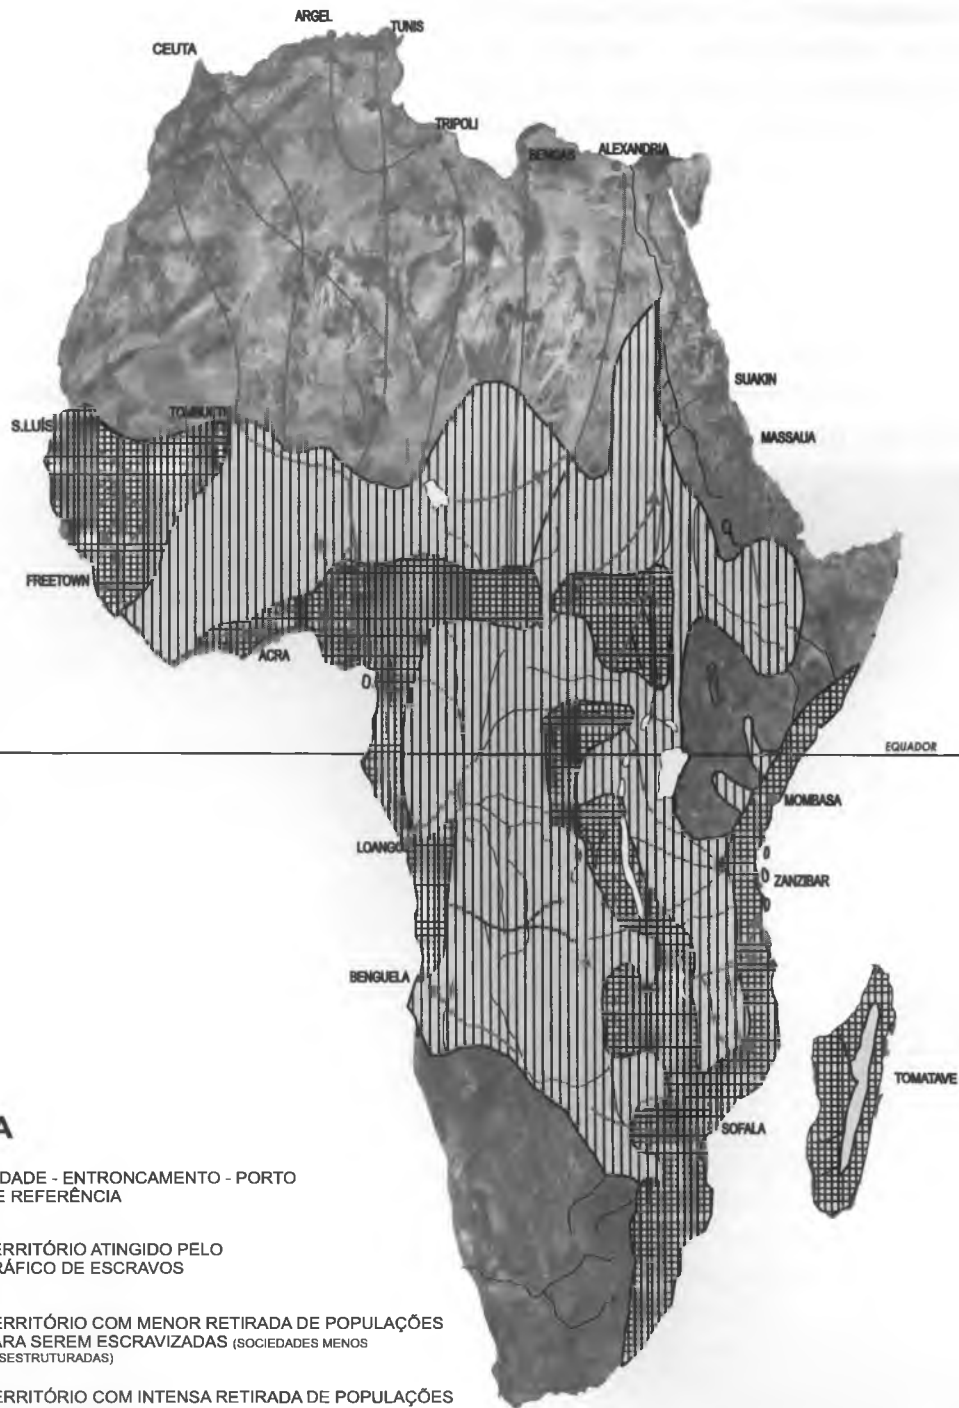 ARGEL
TUNIS
CEUTA
TRIPOLI
BENGAS
ALEXANDRIA
SUAKIN
S.LUÍS
TOMBUCTU
MASSAUA
FREETOWN
ACRA
EQUADOR
MOMBASA
LOANGO
ZANZIBAR
BENGUELA
TOMATAVE
SOFALA
A
DADE - ENTRONCAMENTO - PORTO
E REFERÊNCIA
ERRITÓRIO ATINGIDO PELO
RÁFICO DE ESCRAVOS
ERRITÓRIO COM MENOR RETIRADA DE POPULAÇÕES
ARA SEREM ESCRAVIZADAS (SOCIEDADES MENOS
SESTRUTURADAS)
ERRITÓRIO COM INTENSA RETIRADA DE POPULAÇÕES